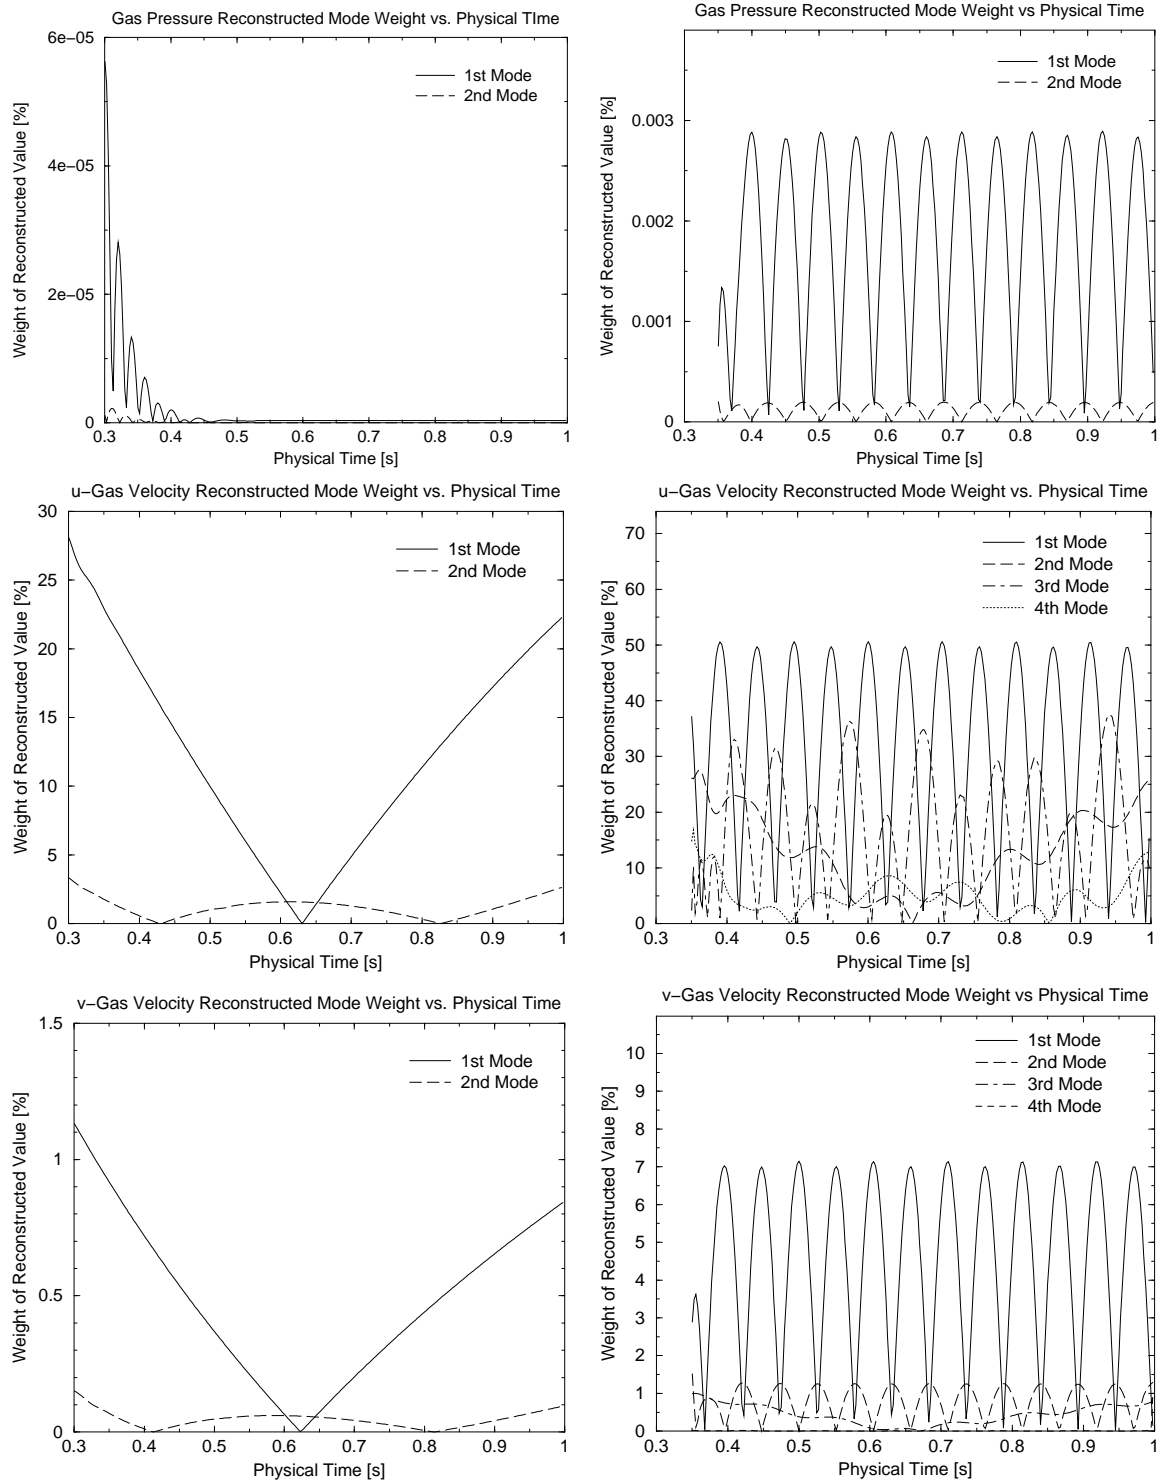 Gas Pressure Reconstructed Mode Weight vs. Physical TIme
6e−05
4e−05
2e−05
0
Weight of Reconstructed Value [%]
1st Mode
2nd Mode
0.3 0.4 0.5 0.6 0.7 0.8 0.9 1
Physical Time [s]
Gas Pressure Reconstructed Mode Weight vs Physical Time
0.003
0.002
0.001
0
Weight of Reconstructed Value [%]
1st Mode
2nd Mode
0.3 0.4 0.5 0.6 0.7 0.8 0.9 1
Physical Time [s]
u−Gas Velocity Reconstructed Mode Weight vs. Physical Time
30
25
20
15
10
5
0
Weight of Reconstructed Value [%]
1st Mode
2nd Mode
0.3 0.4 0.5 0.6 0.7 0.8 0.9 1
Physical Time [s]
u−Gas Velocity Reconstructed Mode Weight vs. Physical Time
70
60
50
40
30
20
10
0
Weight of Reconstructed Value [%]
1st Mode
2nd Mode
3rd Mode
4th Mode
0.3 0.4 0.5 0.6 0.7 0.8 0.9 1
Physical Time [s]
v−Gas Velocity Reconstructed Mode Weight vs. Physical Time
1.5
1
0.5
0
Weight of Reconstructed Value [%]
1st Mode
2nd Mode
0.3 0.4 0.5 0.6 0.7 0.8 0.9 1
Physical Time [s]
v−Gas Velocity Reconstructed Mode Weight vs Physical Time
10
9
8
7
6
5
4
3
2
1
0
Weight of Reconstructed Value [%]
1st Mode
2nd Mode
3rd Mode
4th Mode
0.3 0.4 0.5 0.6 0.7 0.8 0.9 1
Physical Time [s]